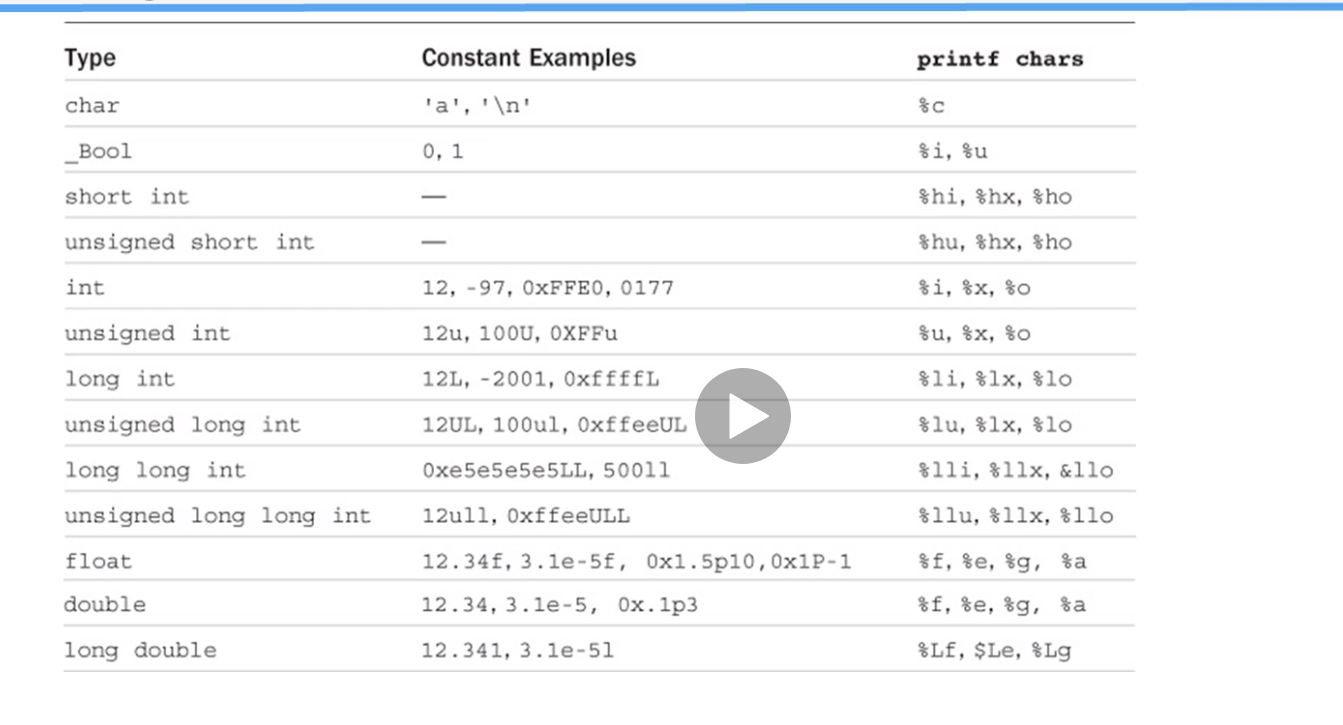 Type Constant Examples printf chars
char 'a', '\n' %c
_Bool 0, 1 %i, %u
short int — %hi, %hx, %ho
unsigned short int — %hu, %hx, %ho
int 12, -97, 0xFFE0, 0177 %i, %x, %o
unsigned int 12u, 100U, 0XFFu %u, %x, %o
long int 12L, -2001, 0xffffL %li, %lx, %lo
unsigned long int 12UL, 100ul, 0xffeeUL %lu, %lx, %lo
long long int 0xe5e5e5e5LL, 500ll %lli, %llx, &llo
unsigned long long int 12ull, 0xffeeULL %llu, %llx, %llo
float 12.34f, 3.1e-5f, 0x1.5p10,0x1P-1 %f, %e, %g, %a
double 12.34, 3.1e-5, 0x.1p3 %f, %e, %g, %a
long double 12.34l, 3.1e-5l %Lf, $Le, %Lg